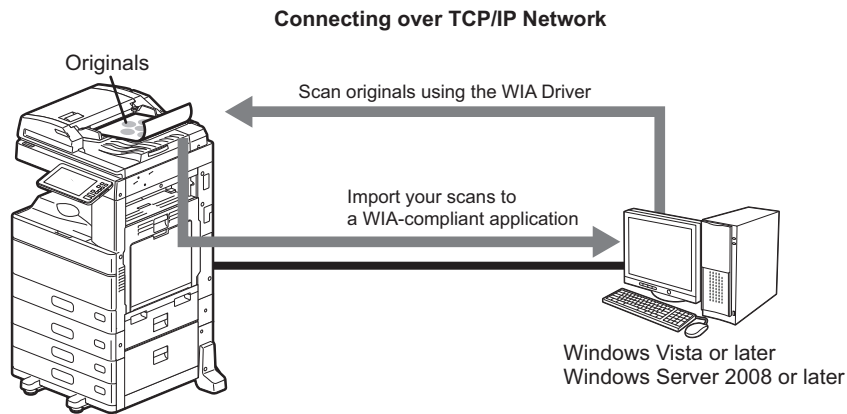 Connecting over TCP/IP Network
Originals
Scan originals using the WIA Driver
Import your scans to
a WIA-compliant application
Windows Vista or later
Windows Server 2008 or later